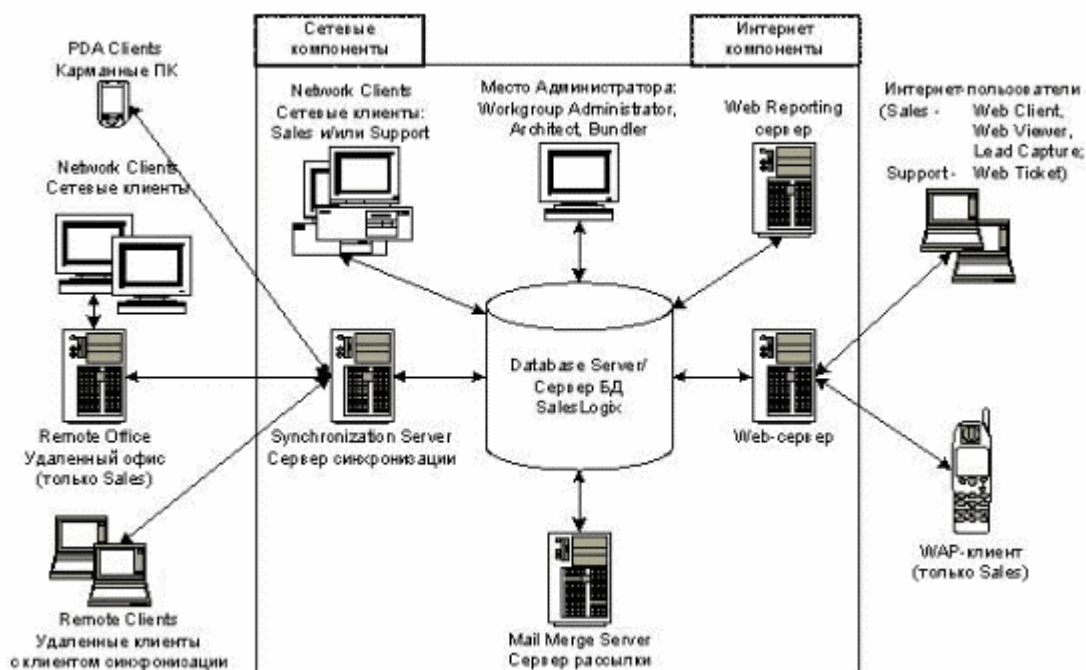 Сетевые
компоненты
Интернет
компоненты
PDA Clients
Карманные ПК
Network Clients
Сетевые клиенты:
Sales и/или Support
Место Администратора:
Workgroup Administrator,
Architect, Bundler
Web Reporting
сервер
Интернет-пользователи
(Sales - Web Client,
Web Viewer,
Lead Capture;
Support - Web Ticket)
Network Clients
Сетевые клиенты
Database Server/
Сервер БД
SalesLogix
Remote Office
Удаленный офис
(только Sales)
Synchronization Server
Сервер синхронизации
Web-сервер
WAP-клиент
(только Sales)
Remote Clients
Удаленные клиенты
с клиентом синфронизации
Mail Merge Server
Сервер рассылки